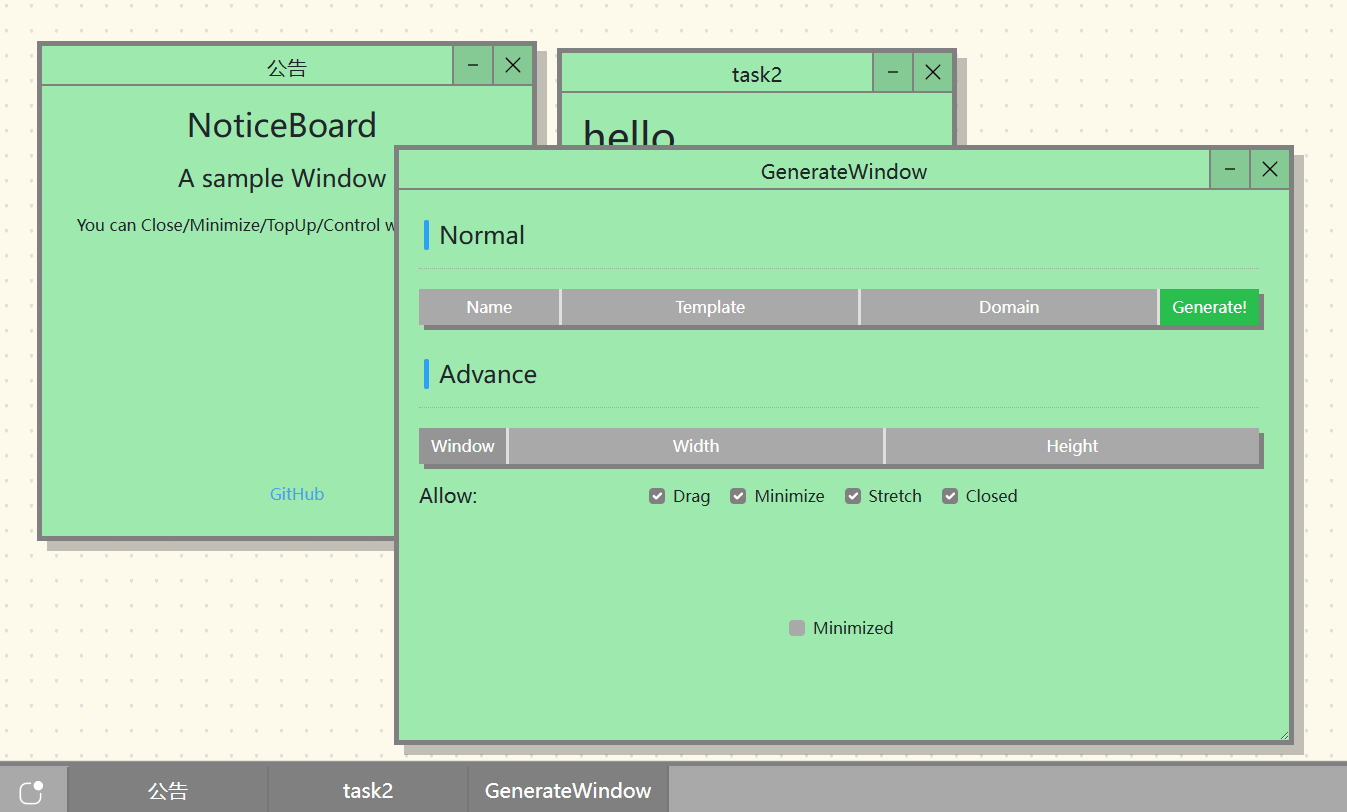 公告
NoticeBoard
A sample Window
You can Close/Minimize/TopUp/Control
GitHub
task2
hello
GenerateWindow
Normal
Name Template Domain Generate!
Advance
Window Width Height
Allow: Drag Minimize Stretch Closed
Minimized
公告 task2 GenerateWindow